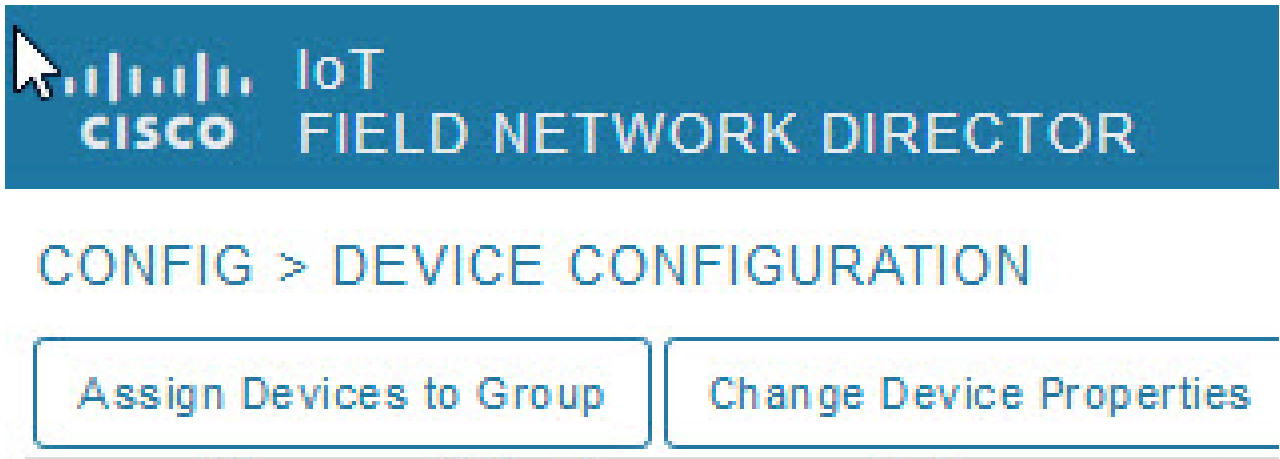 IoT
CISCO FIELD NETWORK DIRECTOR
CONFIG > DEVICE CONFIGURATION
Assign Devices to Group Change Device Properties